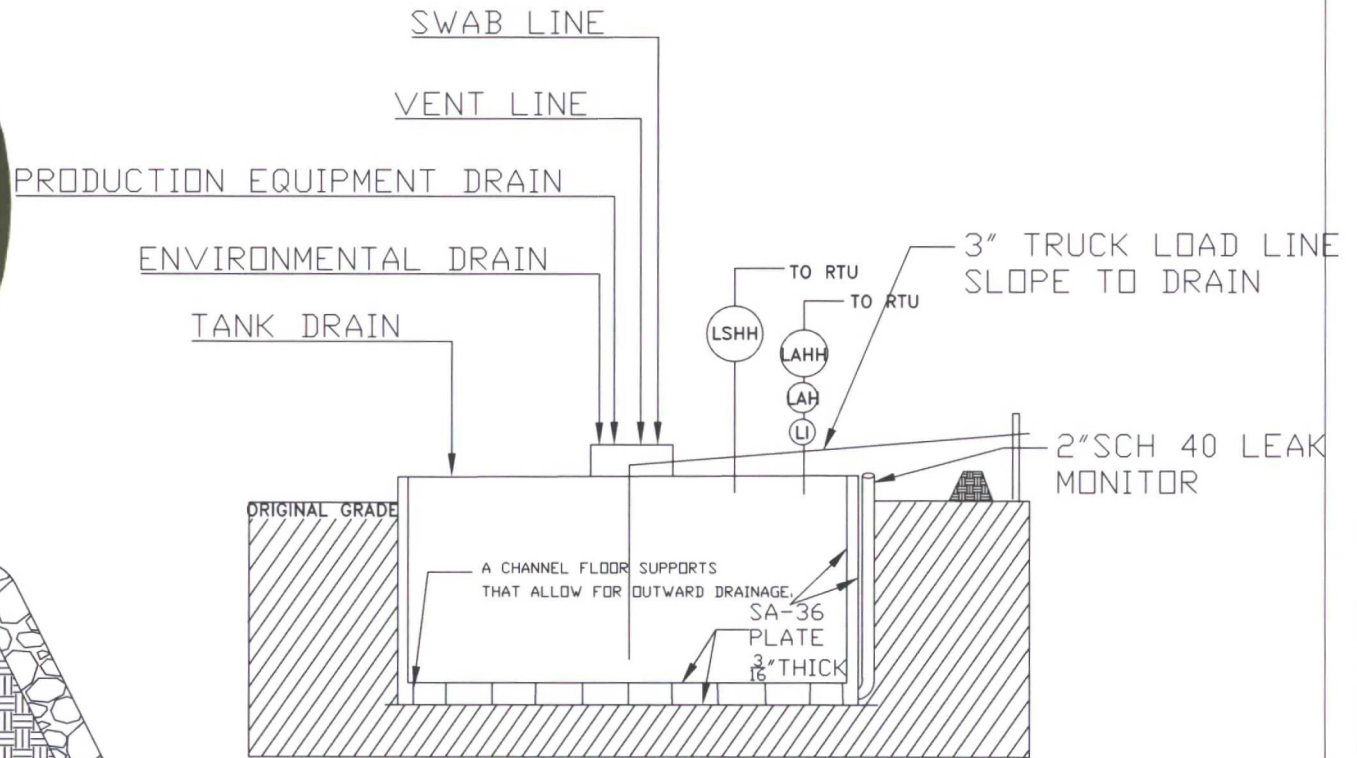 SWAB LINE
VENT LINE
PRODUCTION EQUIPMENT DRAIN
ENVIRONMENTAL DRAIN
TANK DRAIN
TO RTU
TO RTU
3" TRUCK LOAD LINE
SLOPE TO DRAIN
LSHH
LAHH
LAH
LI
2"SCH 40 LEAK
MONITOR
ORIGINAL GRADE
A CHANNEL FLOOR SUPPORTS
THAT ALLOW FOR OUTWARD DRAINAGE.
SA-36
PLATE
3/16"THICK